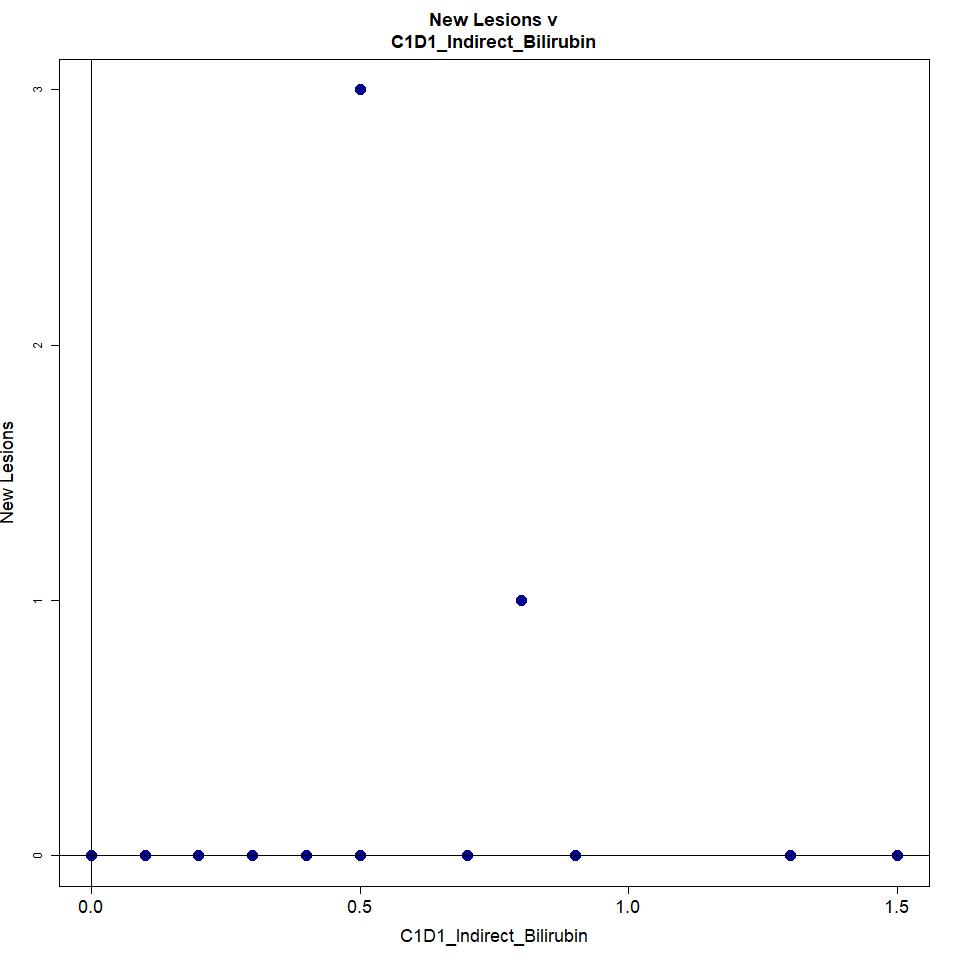 New Lesions v
C1D1_Indirect_Bilirubin
3
2
1
0
New Lesions
0.0 0.5 1.0 1.5
C1D1_Indirect_Bilirubin